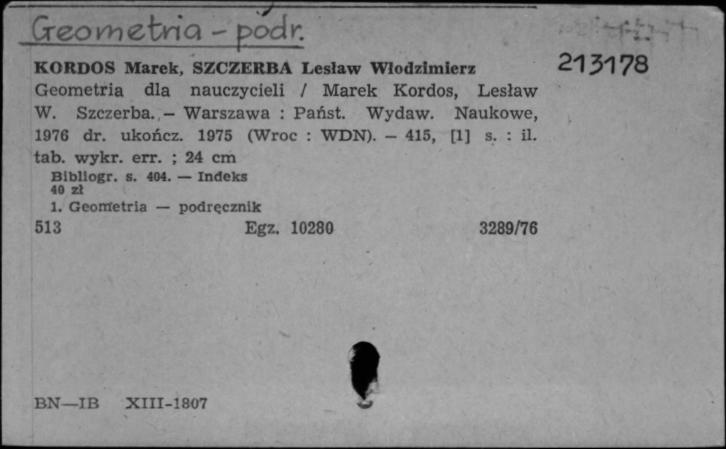 Geometria - podr.
213178
KORDOS Marek, SZCZERBA Lesław Włodzimierz
Geometria dla nauczycieli / Marek Kordos, Lesław
W. Szczerba. – Warszawa : Państ. Wydaw. Naukowe,
1976 dr. ukończ. 1975 (Wroc : WDN). – 415, [1] s. : il.
tab. wykr. err. ; 24 cm
Bibliogr. s. 404. — Indeks
40 zł
1. Geometria — podręcznik
513 Egz. 10280 3289/76
BN—IB XIII-1807